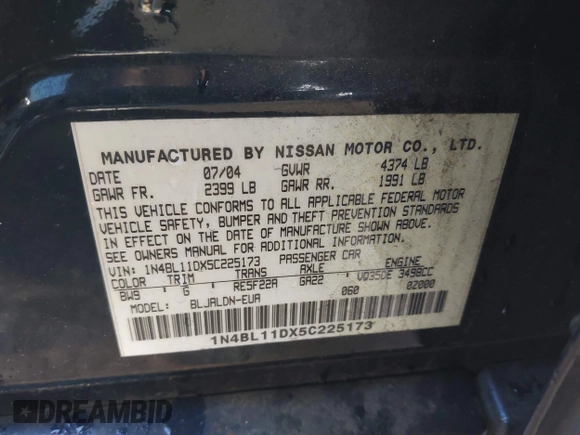 MANUFACTURED BY NISSAN MOTOR CO., LTD.
DATE 07/04 GVWR 4374 LB
GAWR FR. 2399 LB GAWR RR. 1991 LB
THIS VEHICLE CONFORMS TO ALL APPLICABLE FEDERAL MOTOR
VEHICLE SAFETY, BUMPER AND THEFT PREVENTION STANDARDS
IN EFFECT ON THE DATE OF MANUFACTURE SHOWN ABOVE.
SEE OWNERS MANUAL FOR ADDITIONAL INFORMATION.
VIN: 1N4BL11DX5C225173 PASSENGER CAR
COLOR TRIM TRANS AXLE ENGINE
BW9 G RE5F22A GA22 VQ35DE 3498CC
MODEL: BLJALDN-EUA 060 02000
1N4BL11DX5C225173
DREAMBID